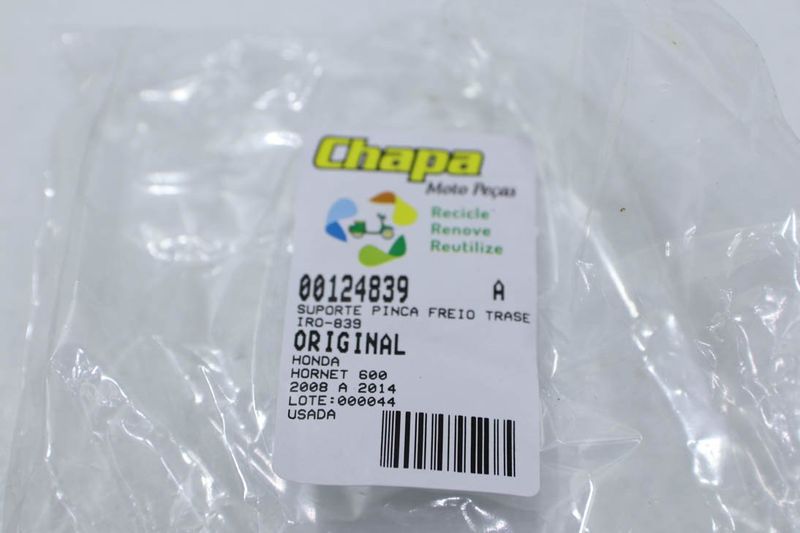 Chapa
Moto Peças
Recicle
Renove
Reutilize
00124839 A
SUPORTE PINCA FREIO TRASE
IRO-839
ORIGINAL
HONDA
HORNET 600
2008 A 2014
LOTE:000044
USADA